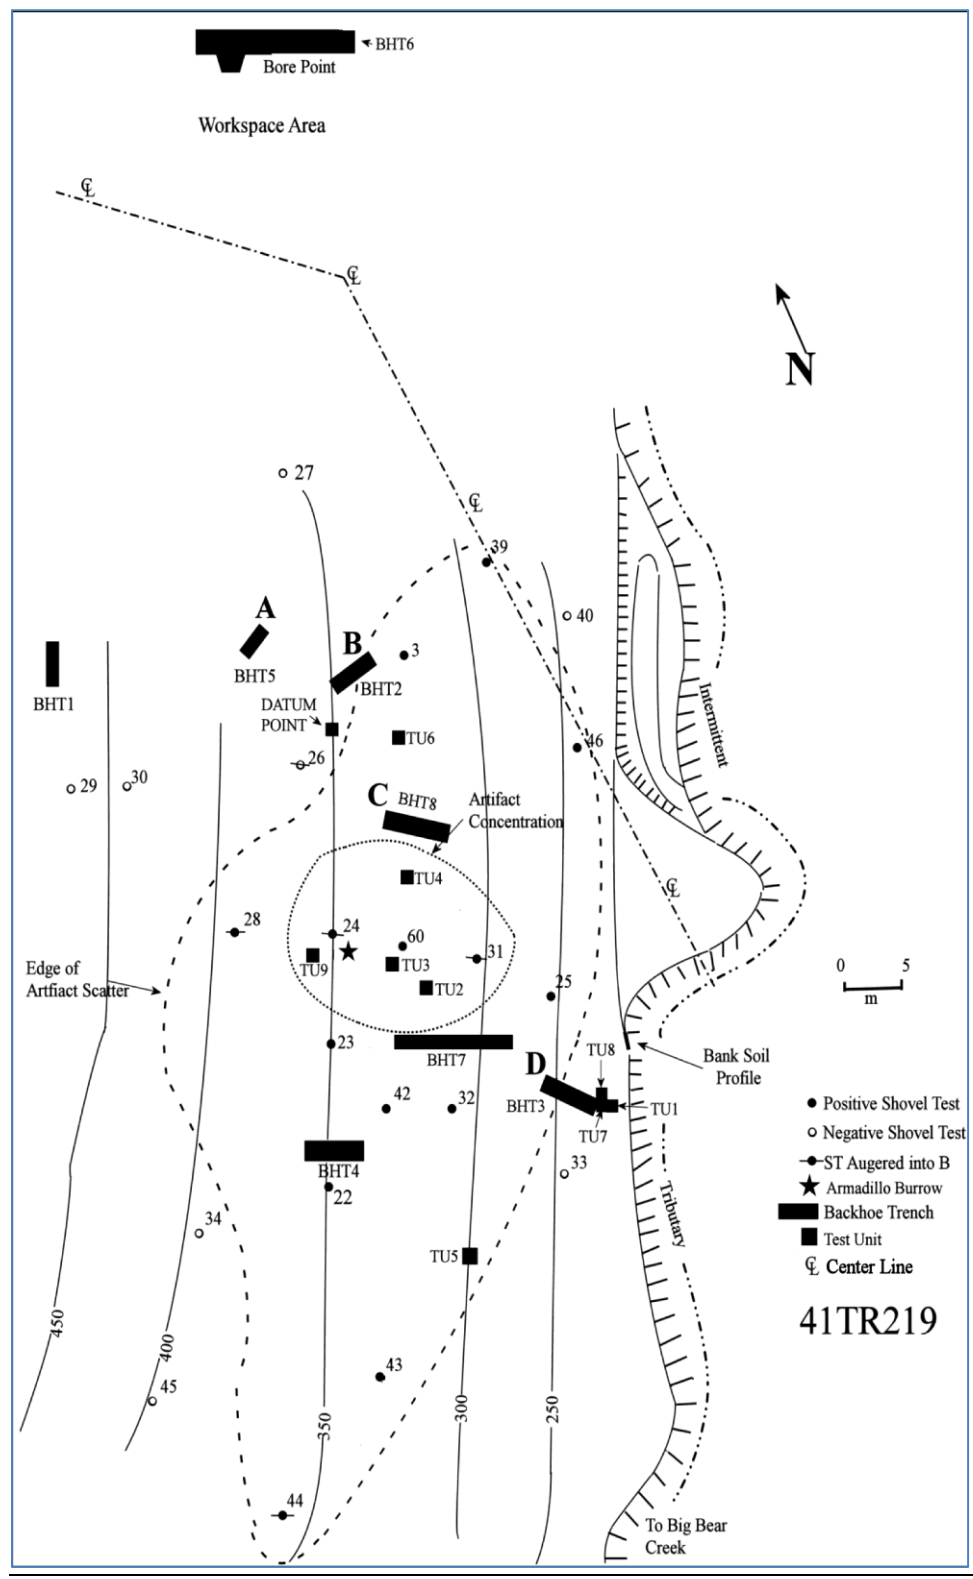 BHT6
Bore Point
Workspace Area
℄
℄
N
27
℄
39
A
40
B
3
BHT5
BHT2
BHT1
DATUM
POINT
TU6
46
Intermittent
26
30
29
C
BHT8
Artifact
Concentration
TU4
℄
28
24
60
31
TU9
TU3
Edge of
Artfiact Scatter
TU2
25
0 5
m
23
BHT7
TU8
Bank Soil
Profile
D
42
32
BHT3
TU1
TU7
Positive Shovel Test
Negative Shovel Test
ST Augered into B
Armadillo Burrow
Backhoe Trench
Test Unit
℄ Center Line
BHT4
33
22
Tributary
34
TU5
41TR219
450
400
43
45
350
300
250
44
To Big Bear
Creek